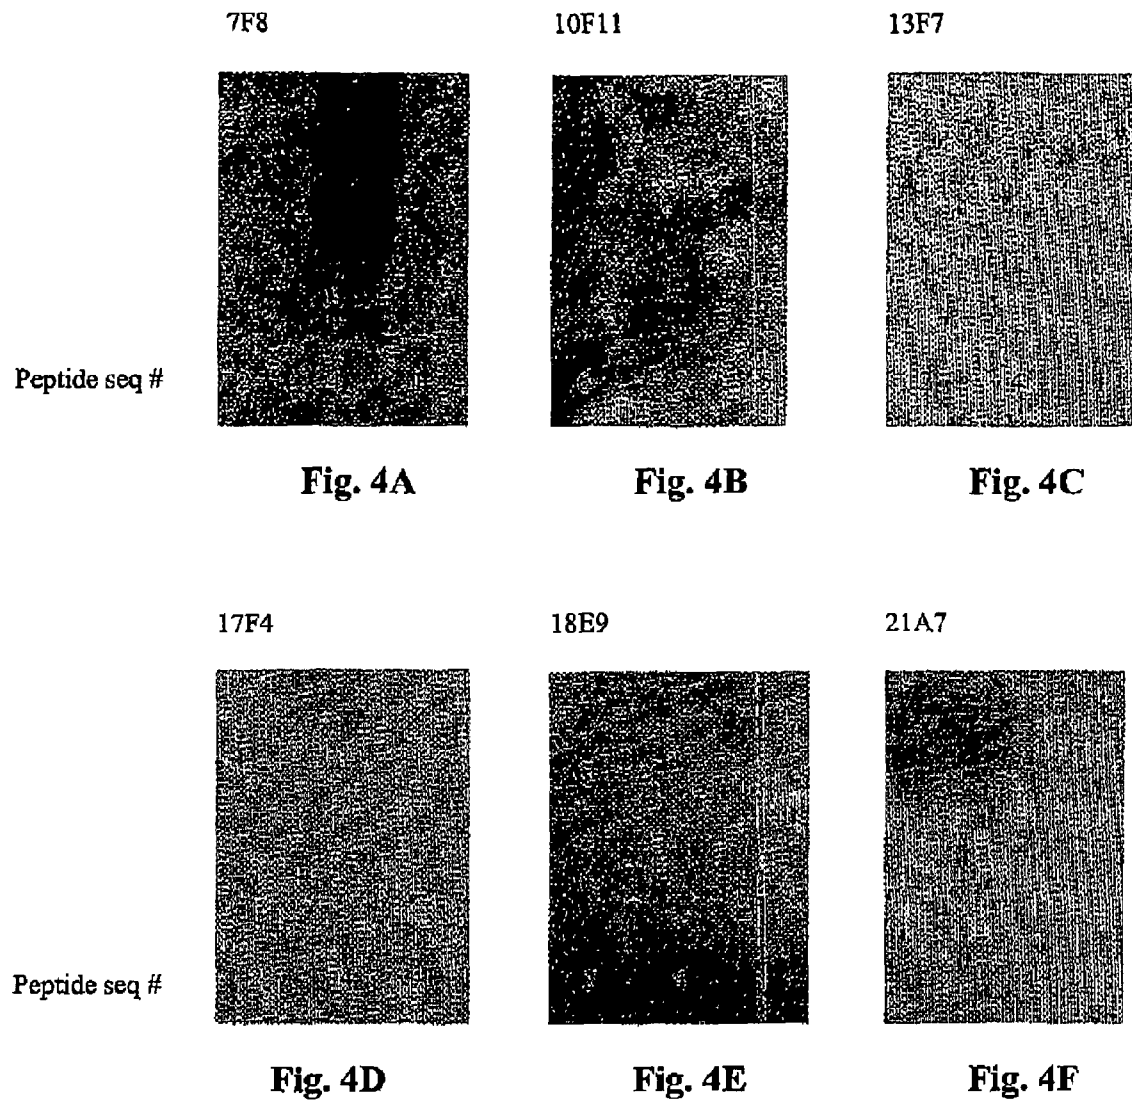 7F8 10F11 13F7
Peptide seq #
Fig. 4A Fig. 4B Fig. 4C
17F4 18E9 21A7
Peptide seq #
Fig. 4D Fig. 4E Fig. 4F